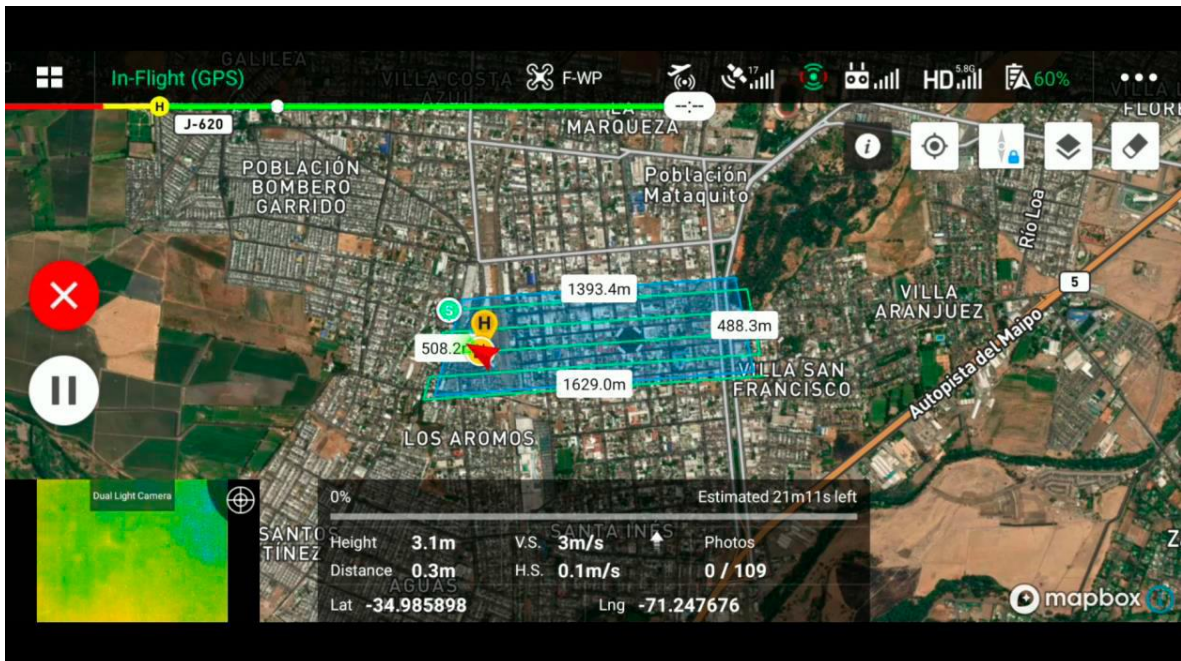 GALILEA
In-Flight (GPS)
VILLA COSTA
AZUL
F-WP
17
5.8G
HD
60%
H
--:--
J-620
LA
MARQUEZA
FLORE
i
POBLACIÓN
BOMBERO
GARRIDO
Población
Mataquito
Río Loa
5
1393.4m
S
H
488.3m
508.2
1629.0m
VILLA
ARANJUEZ
VILLA SAN
FRANCISCO
Autopista del Maipo
LOS AROMOS
Dual Light Camera
0%
Estimated 21m11s left
SANTOS
TÍNEZ
SANTA INÉS
Height 3.1m V.S. 3m/s Photos
Distance 0.3m H.S. 0.1m/s 0 / 109
AGUAS
Lat -34.985898 Lng -71.247676
Z
mapbox